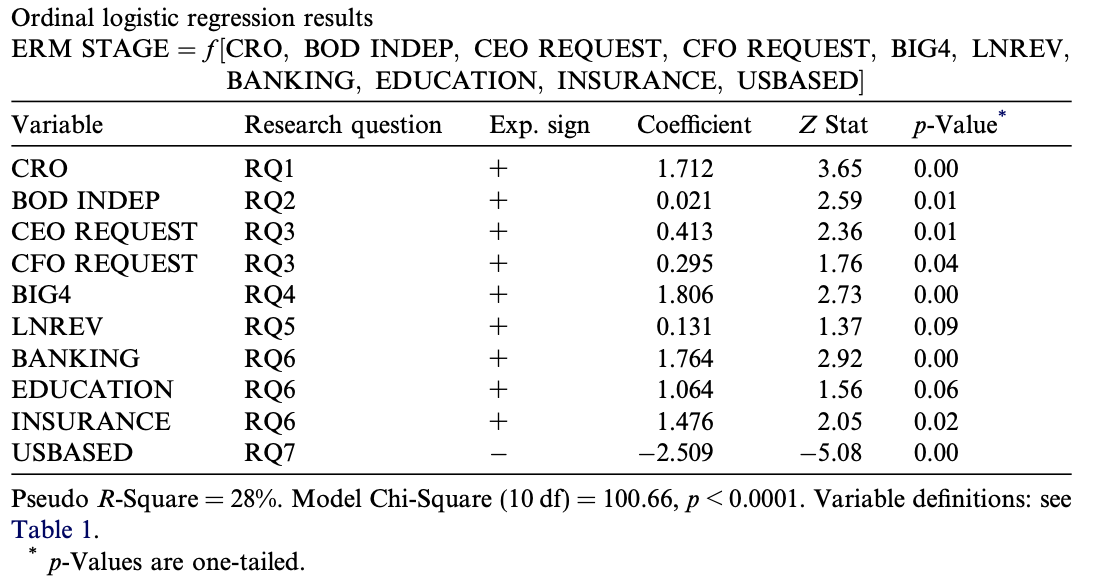 Ordinal logistic regression results
ERM STAGE = f[CRO, BOD INDEP, CEO REQUEST, CFO REQUEST, BIG4, LNREV,
BANKING, EDUCATION, INSURANCE, USBASED]
Variable Research question Exp. sign Coefficient Z Stat p-Value*
CRO RQ1 + 1.712 3.65 0.00
BOD INDEP RQ2 + 0.021 2.59 0.01
CEO REQUEST RQ3 + 0.413 2.36 0.01
CFO REQUEST RQ3 + 0.295 1.76 0.04
BIG4 RQ4 + 1.806 2.73 0.00
LNREV RQ5 + 0.131 1.37 0.09
BANKING RQ6 + 1.764 2.92 0.00
EDUCATION RQ6 + 1.064 1.56 0.06
INSURANCE RQ6 + 1.476 2.05 0.02
USBASED RQ7 − −2.509 −5.08 0.00
Pseudo R-Square = 28%. Model Chi-Square (10 df) = 100.66, p < 0.0001. Variable definitions: see
Table 1.
* p-Values are one-tailed.